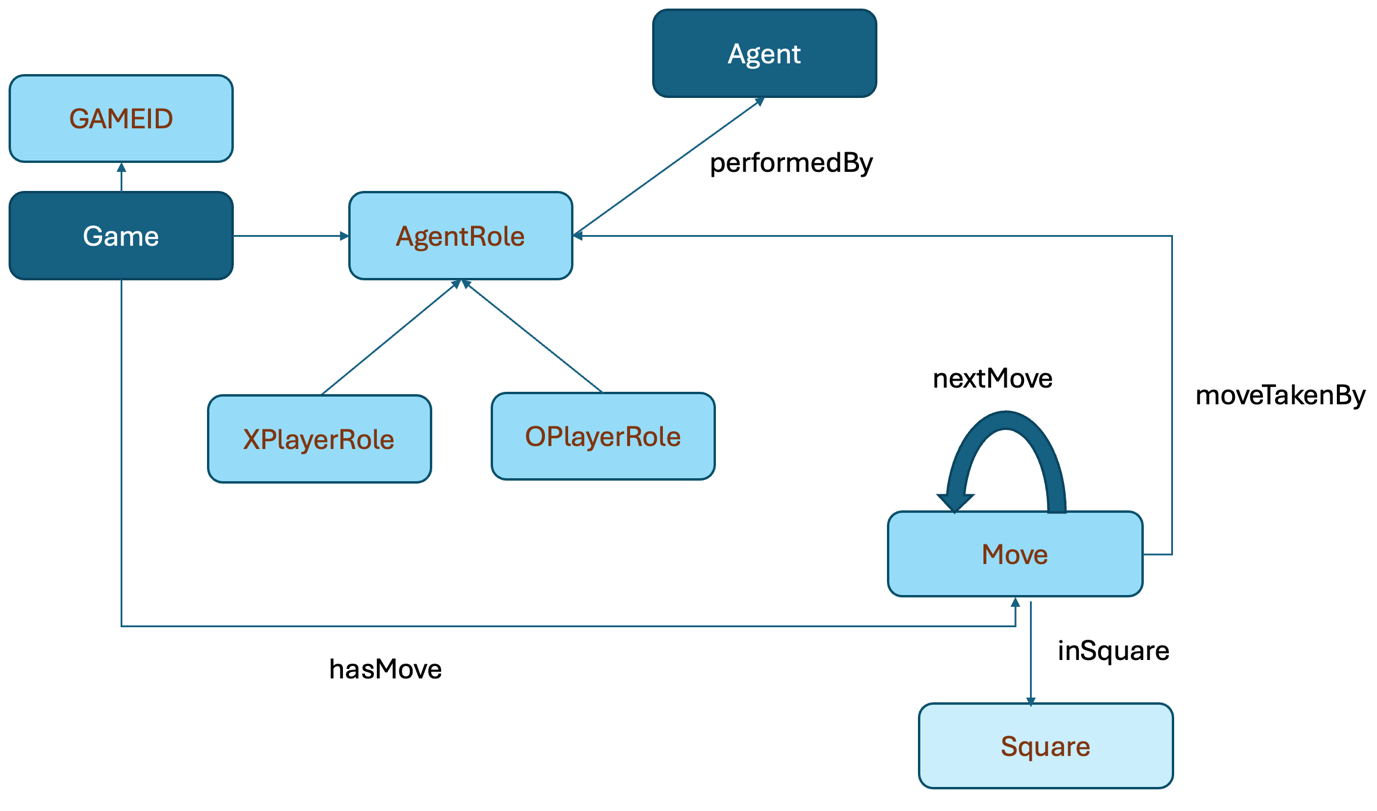 Agent
GAMEID
performedBy
Game
AgentRole
nextMove
moveTakenBy
XPlayerRole
OPlayerRole
Move
inSquare
hasMove
Square